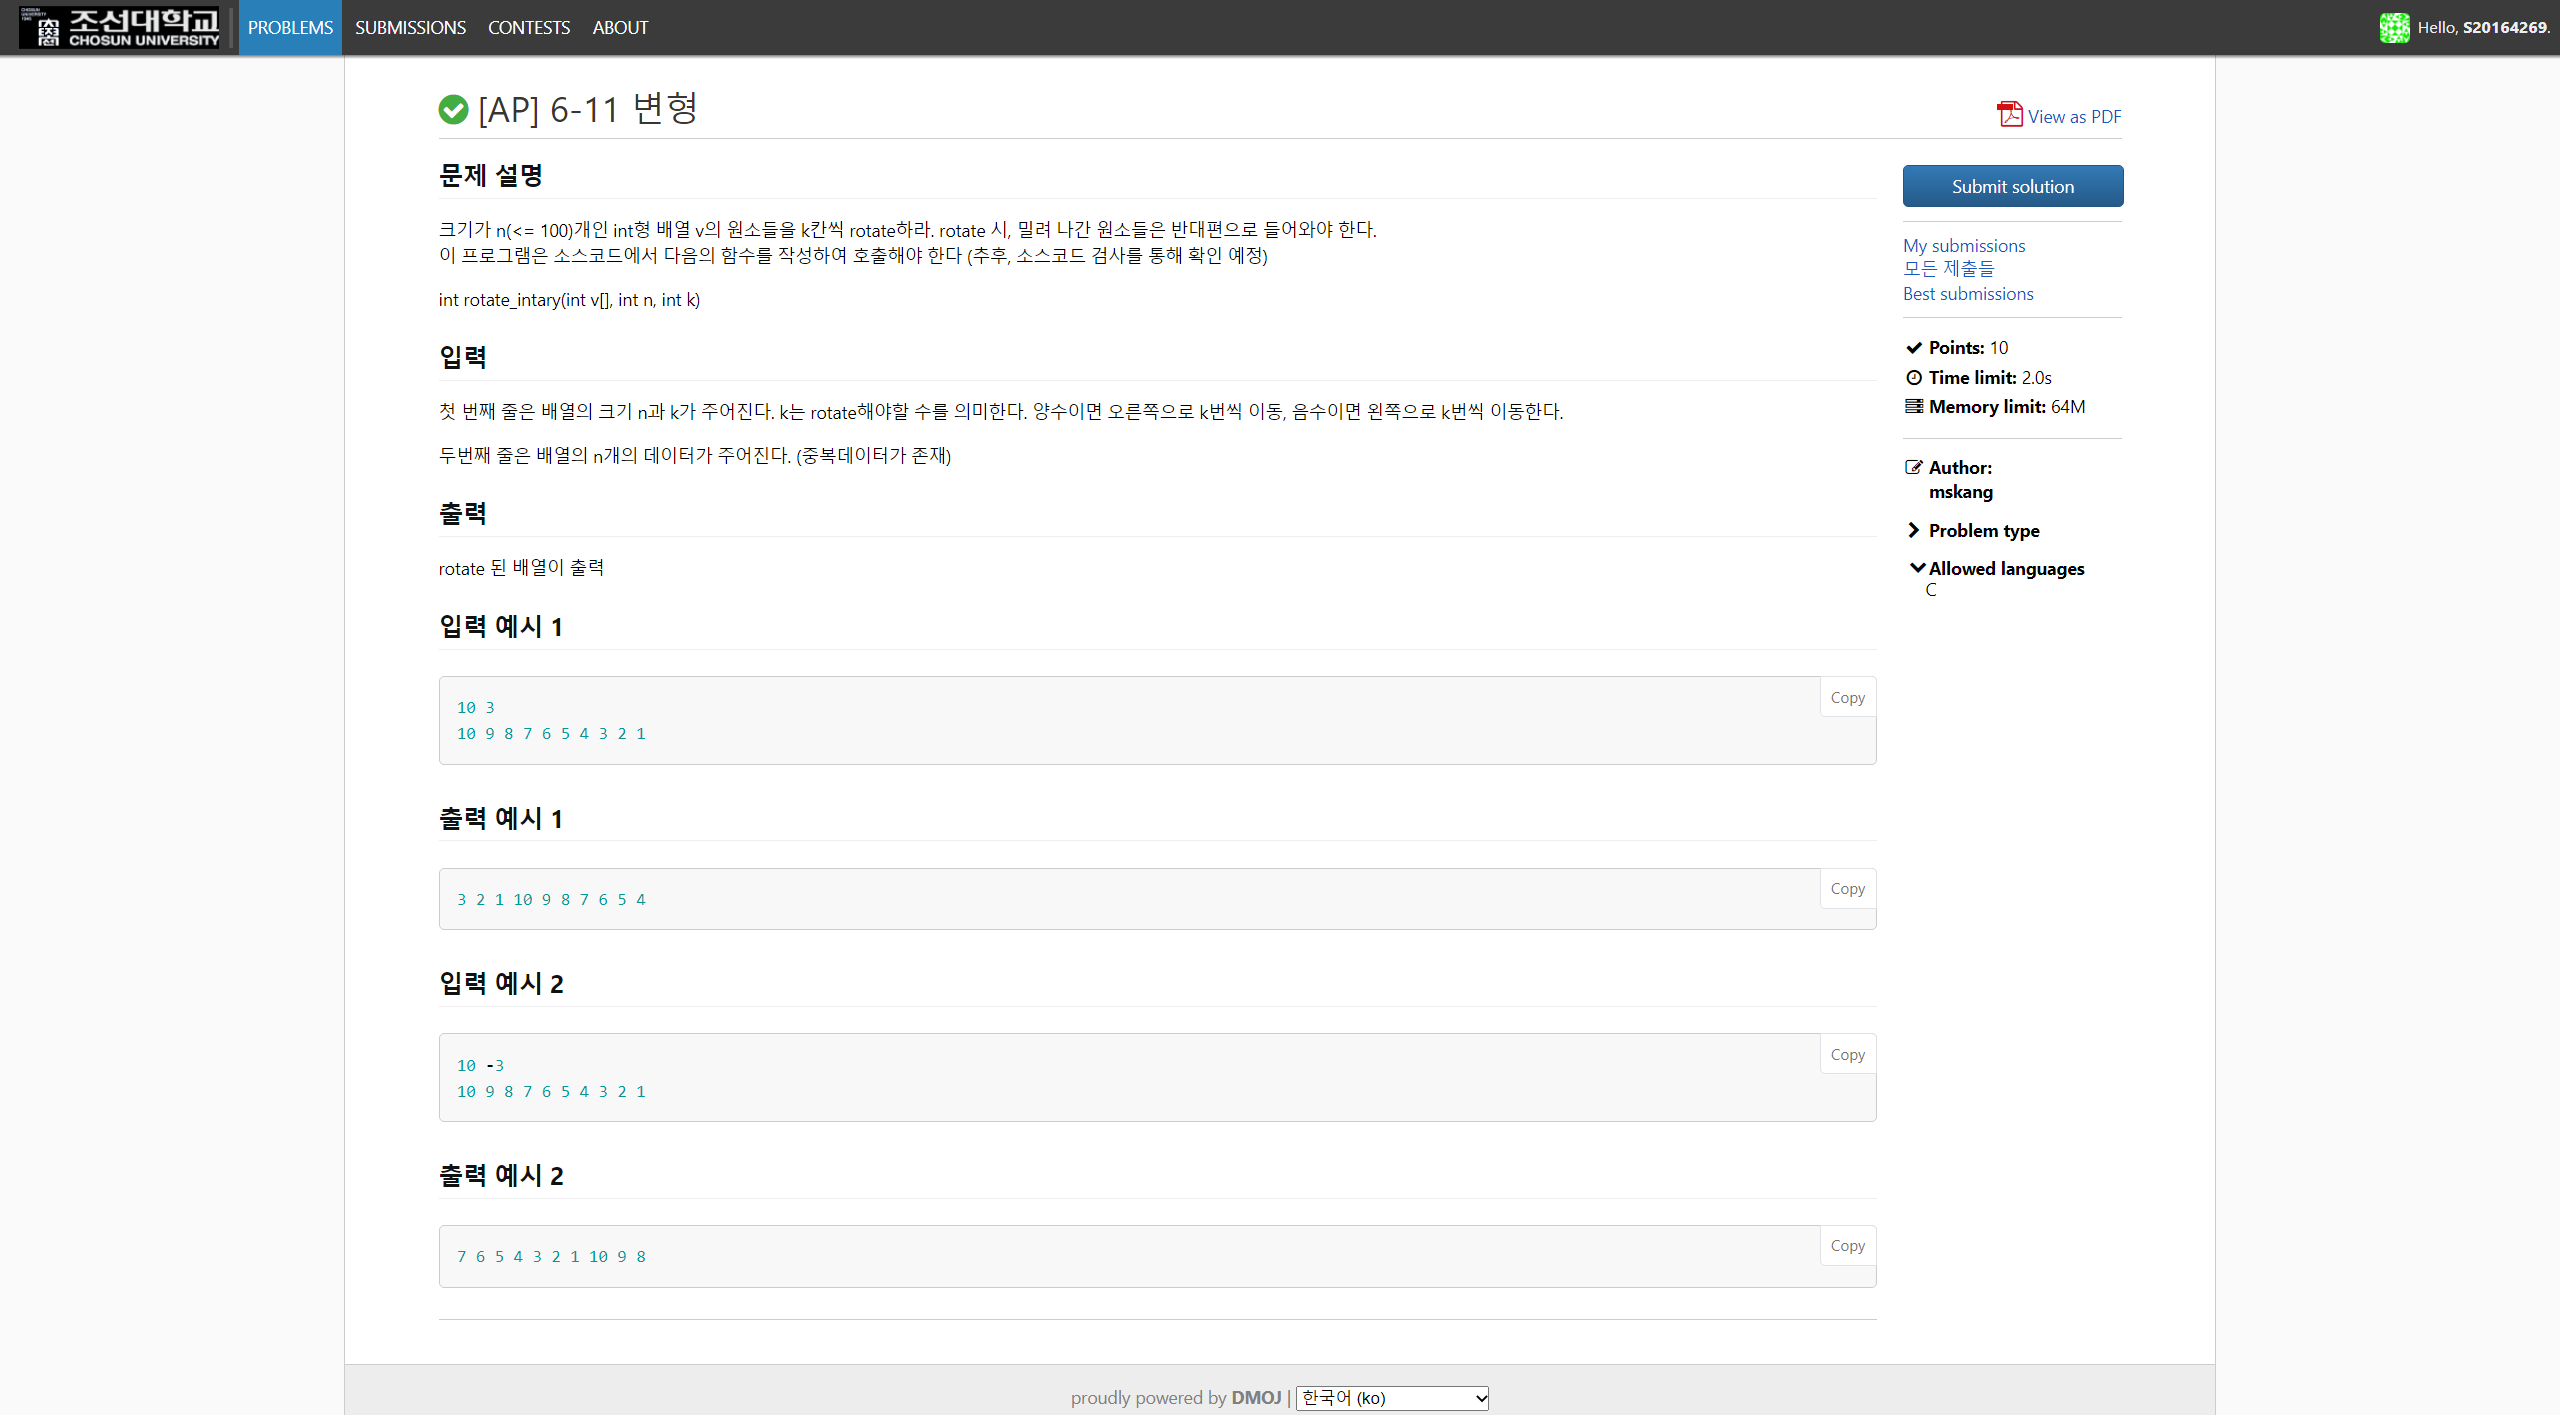 조선대학교
CHOSUN UNIVERSITY
PROBLEMS SUBMISSIONS CONTESTS ABOUT
Hello, S20164269.
[AP] 6-11 변형
View as PDF
문제 설명
크기가 n(<= 100)개인 int형 배열 v의 원소들을 k칸씩 rotate하라. rotate 시, 밀려 나간 원소들은 반대편으로 들어와야 한다.
이 프로그램은 소스코드에서 다음의 함수를 작성하여 호출해야 한다 (추후, 소스코드 검사를 통해 확인 예정)
int rotate_intary(int v[], int n, int k)
입력
첫 번째 줄은 배열의 크기 n과 k가 주어진다. k는 rotate해야할 수를 의미한다. 양수이면 오른쪽으로 k번씩 이동, 음수이면 왼쪽으로 k번씩 이동한다.
두번째 줄은 배열의 n개의 데이터가 주어진다. (중복데이터가 존재)
출력
rotate 된 배열이 출력
입력 예시 1
Copy
10 3
10 9 8 7 6 5 4 3 2 1
출력 예시 1
Copy
3 2 1 10 9 8 7 6 5 4
입력 예시 2
Copy
10 -3
10 9 8 7 6 5 4 3 2 1
출력 예시 2
Copy
7 6 5 4 3 2 1 10 9 8
Submit solution
My submissions
모든 제출들
Best submissions
Points: 10
Time limit: 2.0s
Memory limit: 64M
Author:
mskang
Problem type
Allowed languages
C
proudly powered by DMOJ | 한국어 (ko)